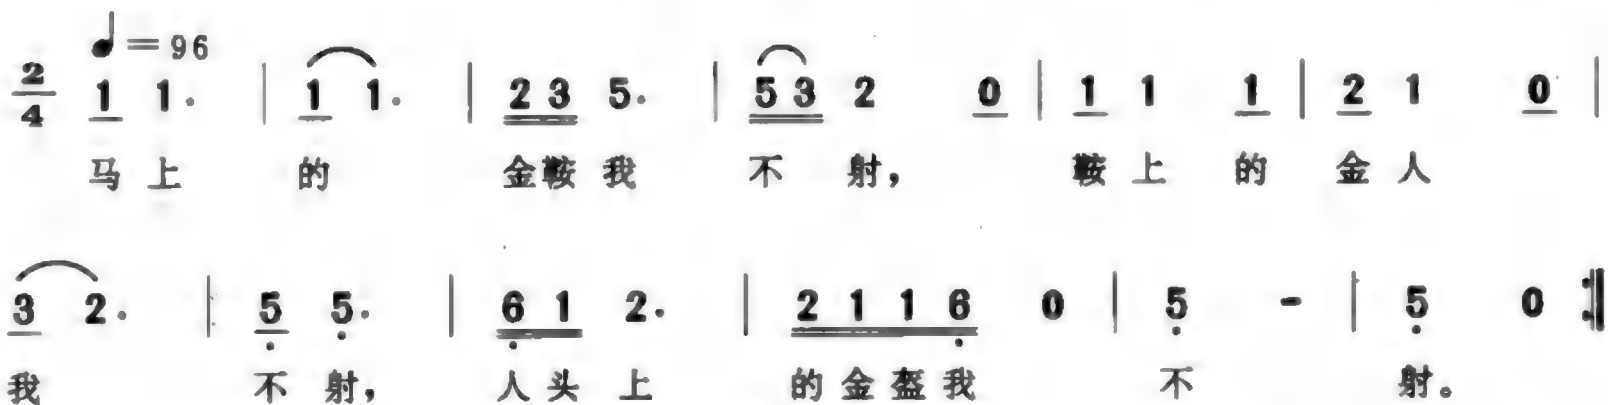 ♩=96
2/4 1 1. | 1 1. | 2 3 5. | 5 3 2 0 | 1 1 1 | 2 1 0 |
马上 的 金鞍我 不 射, 鞍上 的 金人
3 2. | 5 5. | 6 1 2. | 2 1 1 6 0 | 5 - | 5 0 :‖
我 不射, 人头上 的金盔我 不 射。